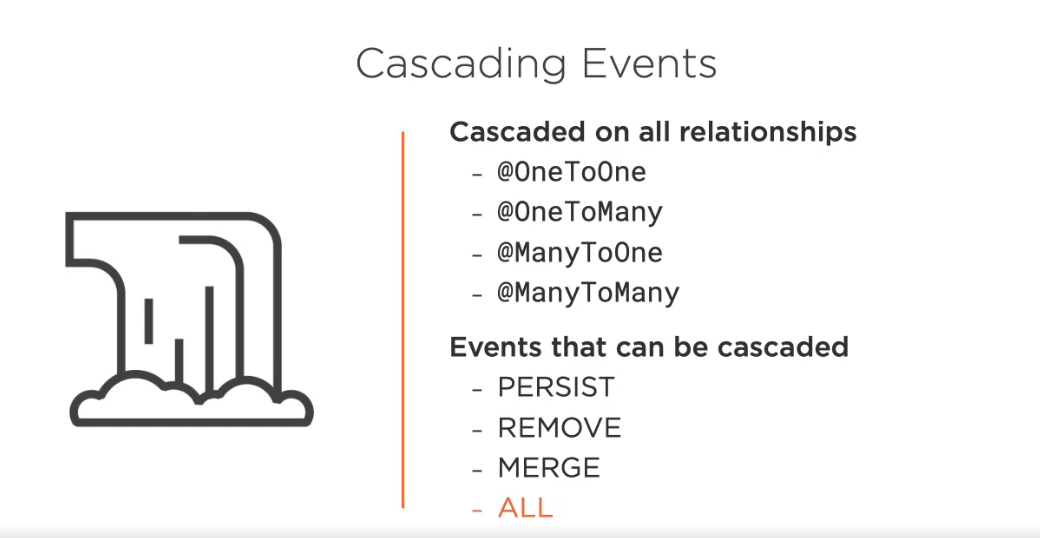 Cascading Events
Cascaded on all relationships
- @OneToOne
- @OneToMany
- @ManyToOne
- @ManyToMany
Events that can be cascaded
- PERSIST
- REMOVE
- MERGE
- ALL